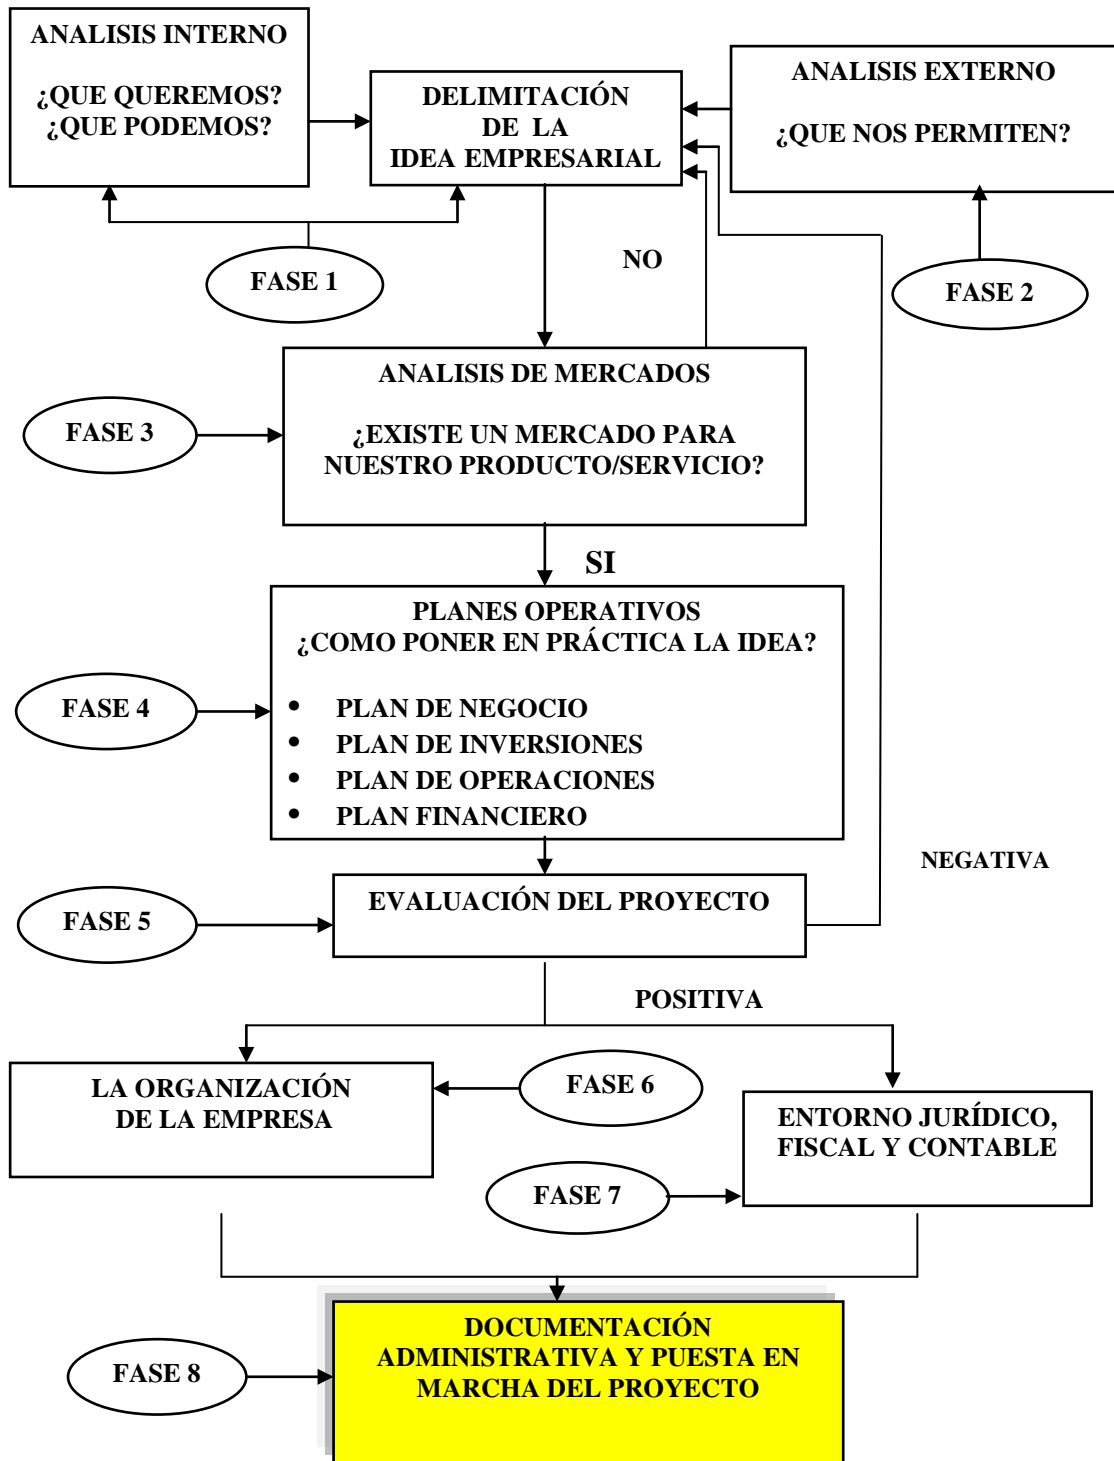 ANALISIS INTERNO
¿QUE QUEREMOS?
¿QUE PODEMOS?
DELIMITACIÓN
DE LA
IDEA EMPRESARIAL
ANALISIS EXTERNO
¿QUE NOS PERMITEN?
FASE 1
NO
FASE 2
ANALISIS DE MERCADOS
¿EXISTE UN MERCADO PARA
NUESTRO PRODUCTO/SERVICIO?
FASE 3
SI
PLANES OPERATIVOS
¿COMO PONER EN PRÁCTICA LA IDEA?
• PLAN DE NEGOCIO
• PLAN DE INVERSIONES
• PLAN DE OPERACIONES
• PLAN FINANCIERO
FASE 4
NEGATIVA
EVALUACIÓN DEL PROYECTO
FASE 5
POSITIVA
LA ORGANIZACIÓN
DE LA EMPRESA
FASE 6
ENTORNO JURÍDICO,
FISCAL Y CONTABLE
FASE 7
DOCUMENTACIÓN
ADMINISTRATIVA Y PUESTA EN
MARCHA DEL PROYECTO
FASE 8